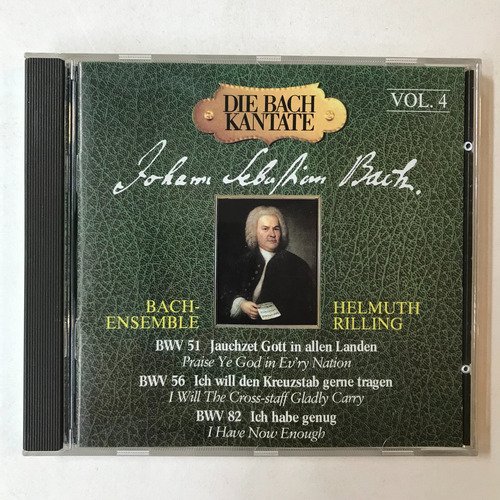 DIE BACH
KANTATE
VOL. 4
Johann Sebastian Bach.
BACH-
ENSEMBLE
HELMUTH
RILLING
BWV 51 Jauchzet Gott in allen Landen
Praise Ye God in Ev'ry Nation
BWV 56 Ich will den Kreuzstab gerne tragen
I Will The Cross-staff Gladly Carry
BWV 82 Ich habe genug
I Have Now Enough